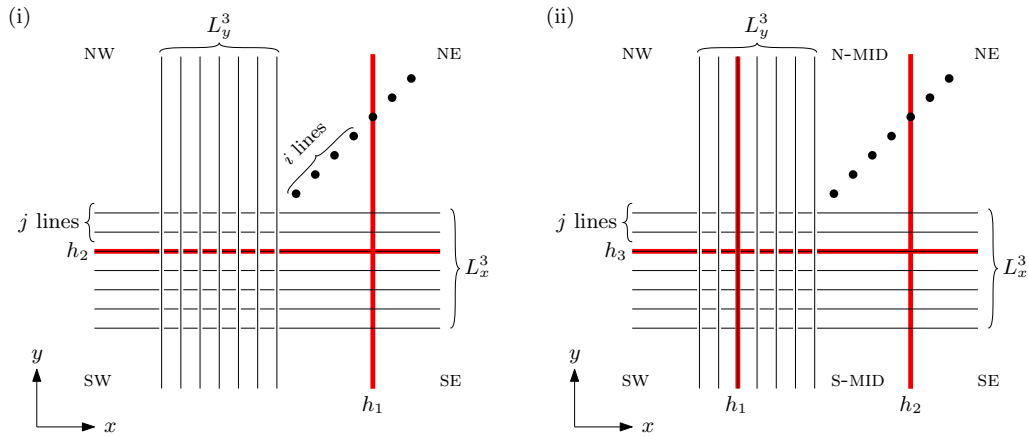 (i)
L_y^3
NW
NE
i lines
j lines
h_2
L_x^3
y
SW
SE
x
h_1
(ii)
L_y^3
NW
N-MID
NE
j lines
h_3
L_x^3
y
SW
S-MID
SE
x
h_1
h_2